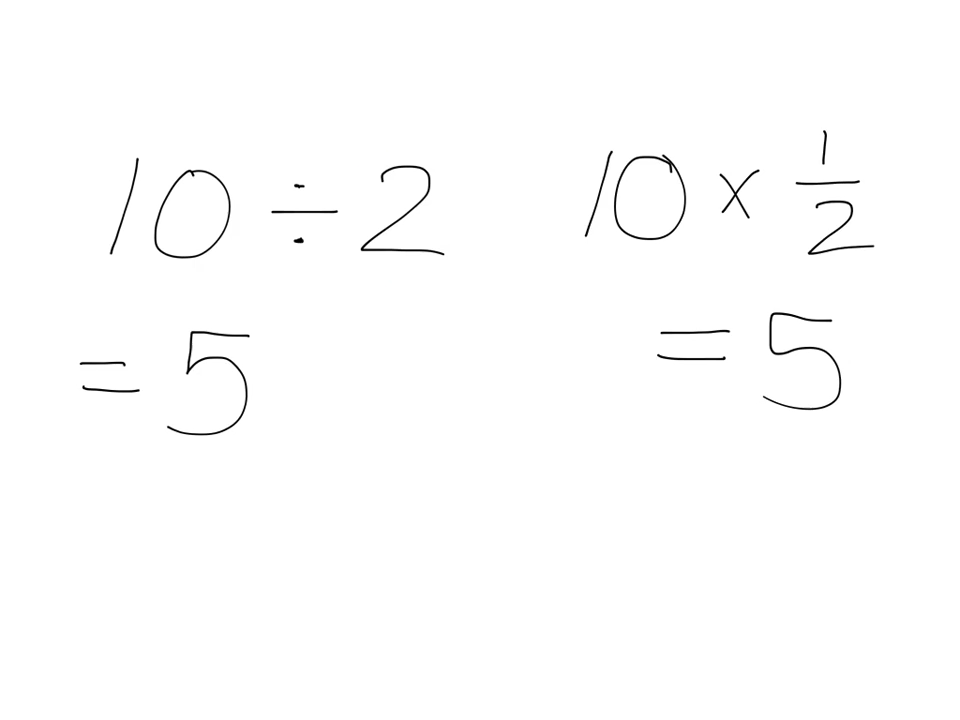 10 ÷ 2
= 5
10 × 1/2
= 5